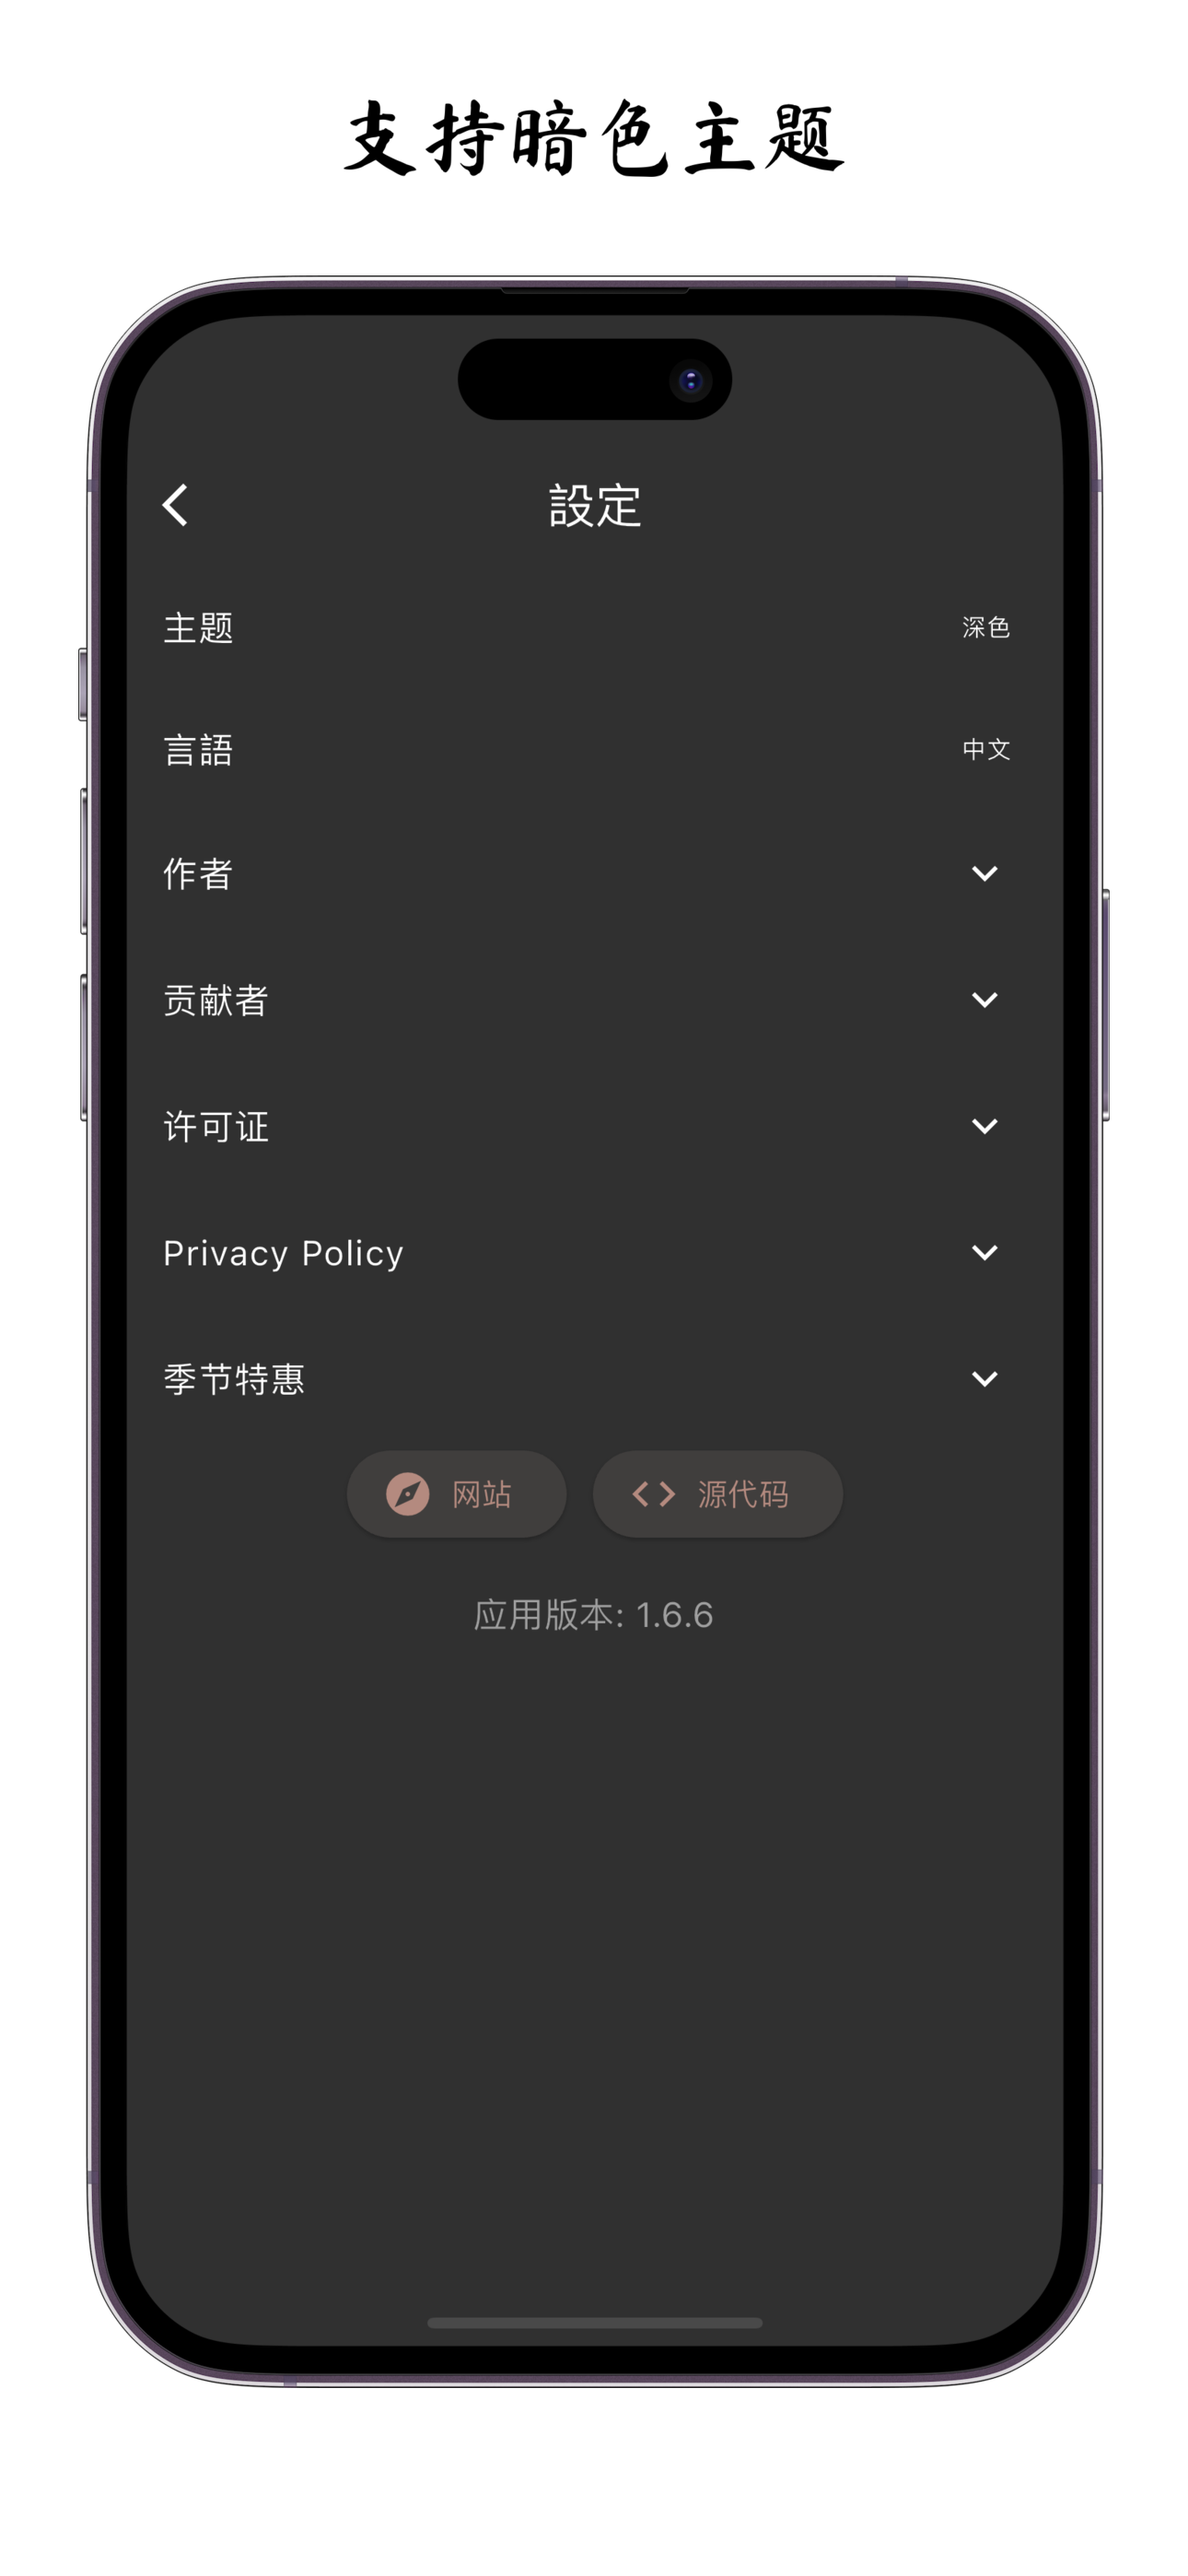 支持暗色主题
設定
主题 深色
言語 中文
作者
贡献者
许可证
Privacy Policy
季节特惠
网站 源代码
应用版本: 1.6.6